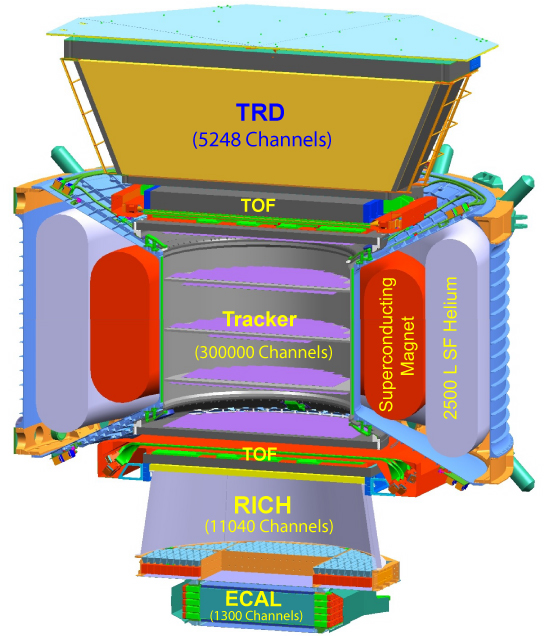 TRD
(5248 Channels)
TOF
Tracker
(300000 Channels)
Superconducting
Magnet
2500 L SF Helium
TOF
RICH
(11040 Channels)
ECAL
(1300 Channels)